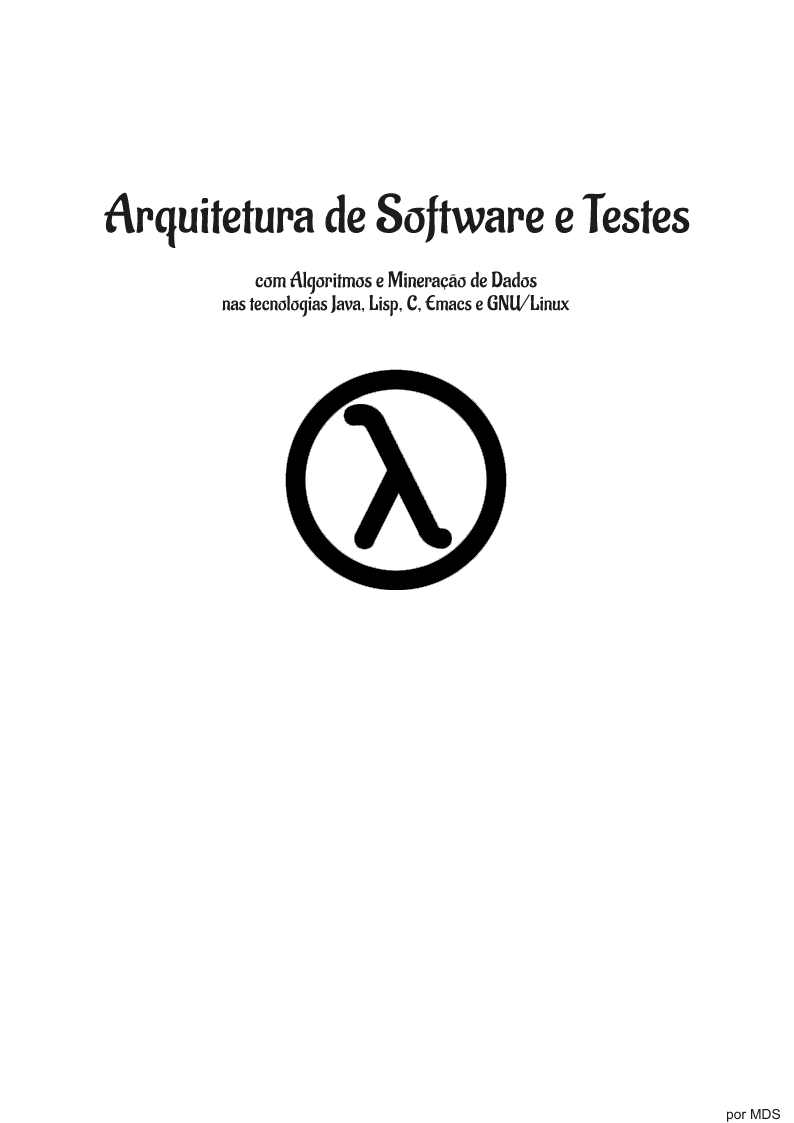 Arquitetura de Software e Testes
com Algoritmos e Mineração de Dados
nas tecnologias Java, Lisp, C, Emacs e GNU/Linux
λ
por MDS